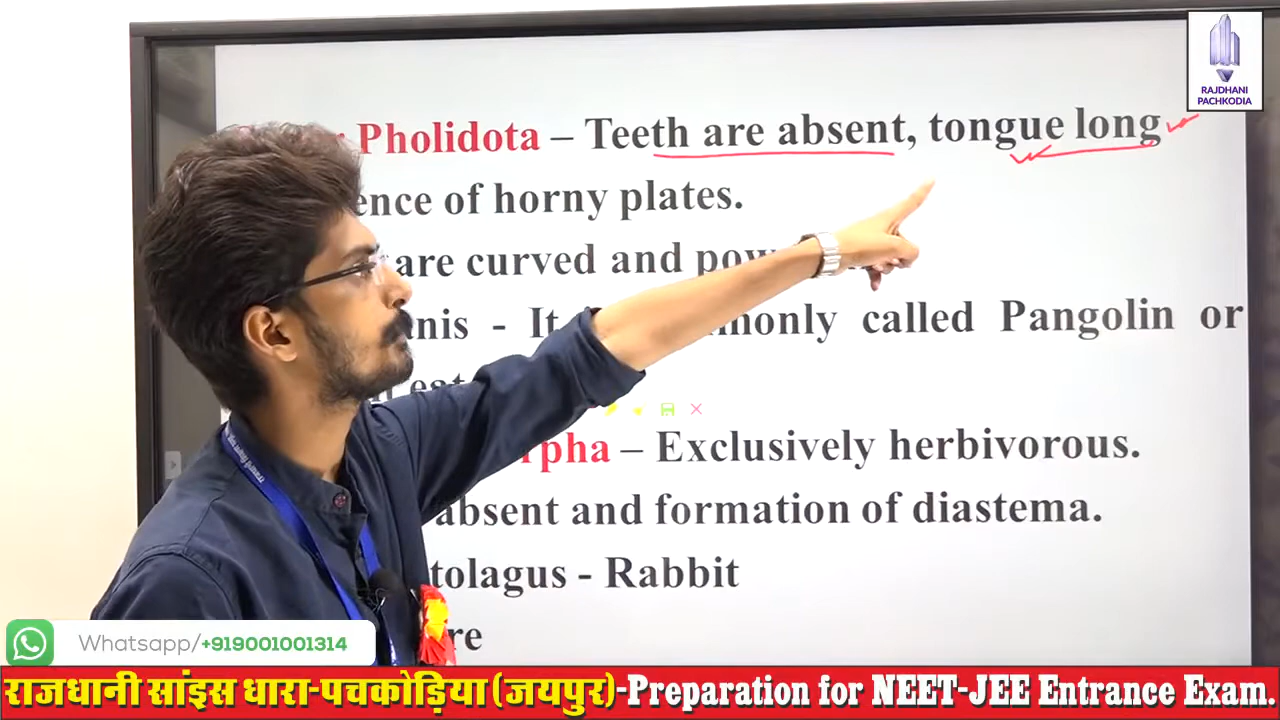 RAJDHANI
PACHKODIA
Pholidota – Teeth are absent, tongue long
ence of horny plates.
are curved and pow
nis - It monly called Pangolin or
eat
rpha – Exclusively herbivorous.
absent and formation of diastema.
tolagus - Rabbit
re
Whatsapp/+919001001314
राजधानी सांइस धारा-पचकोड़िया (जयपुर)-Preparation for NEET-JEE Entrance Exam.